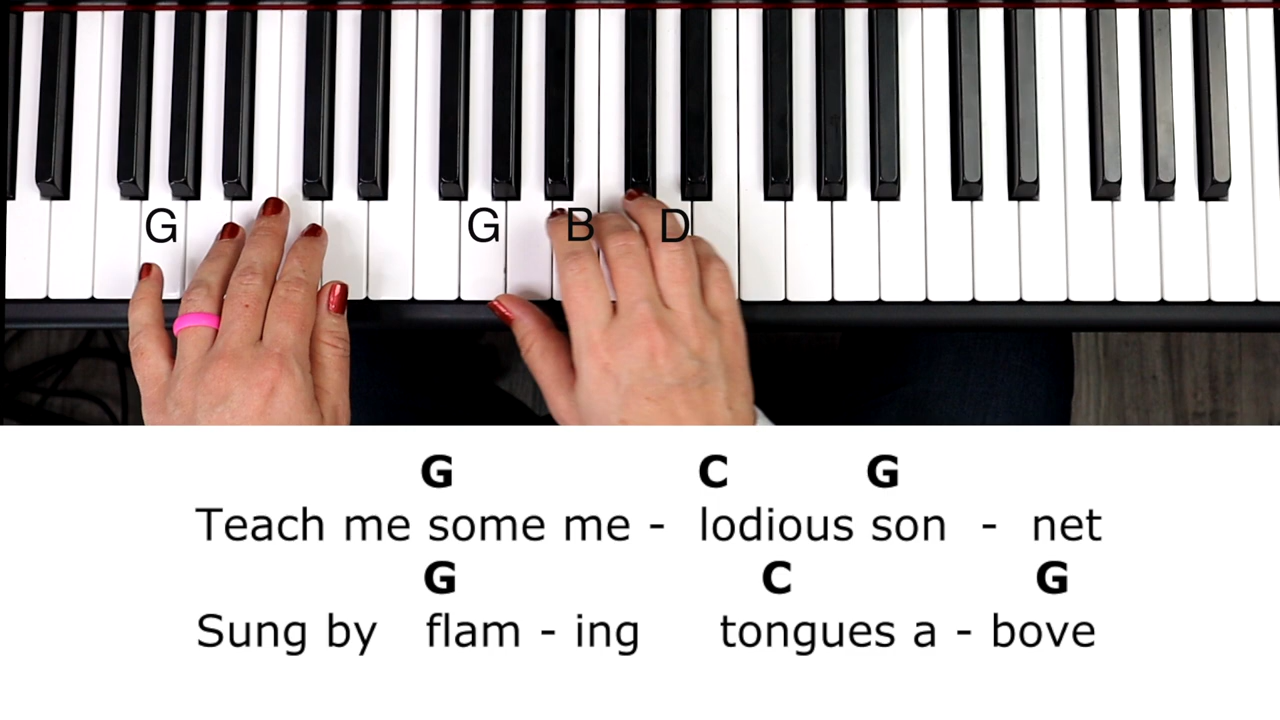 G G B D
G C G
Teach me some me - lodious son - net
G C G
Sung by flam - ing tongues a - bove